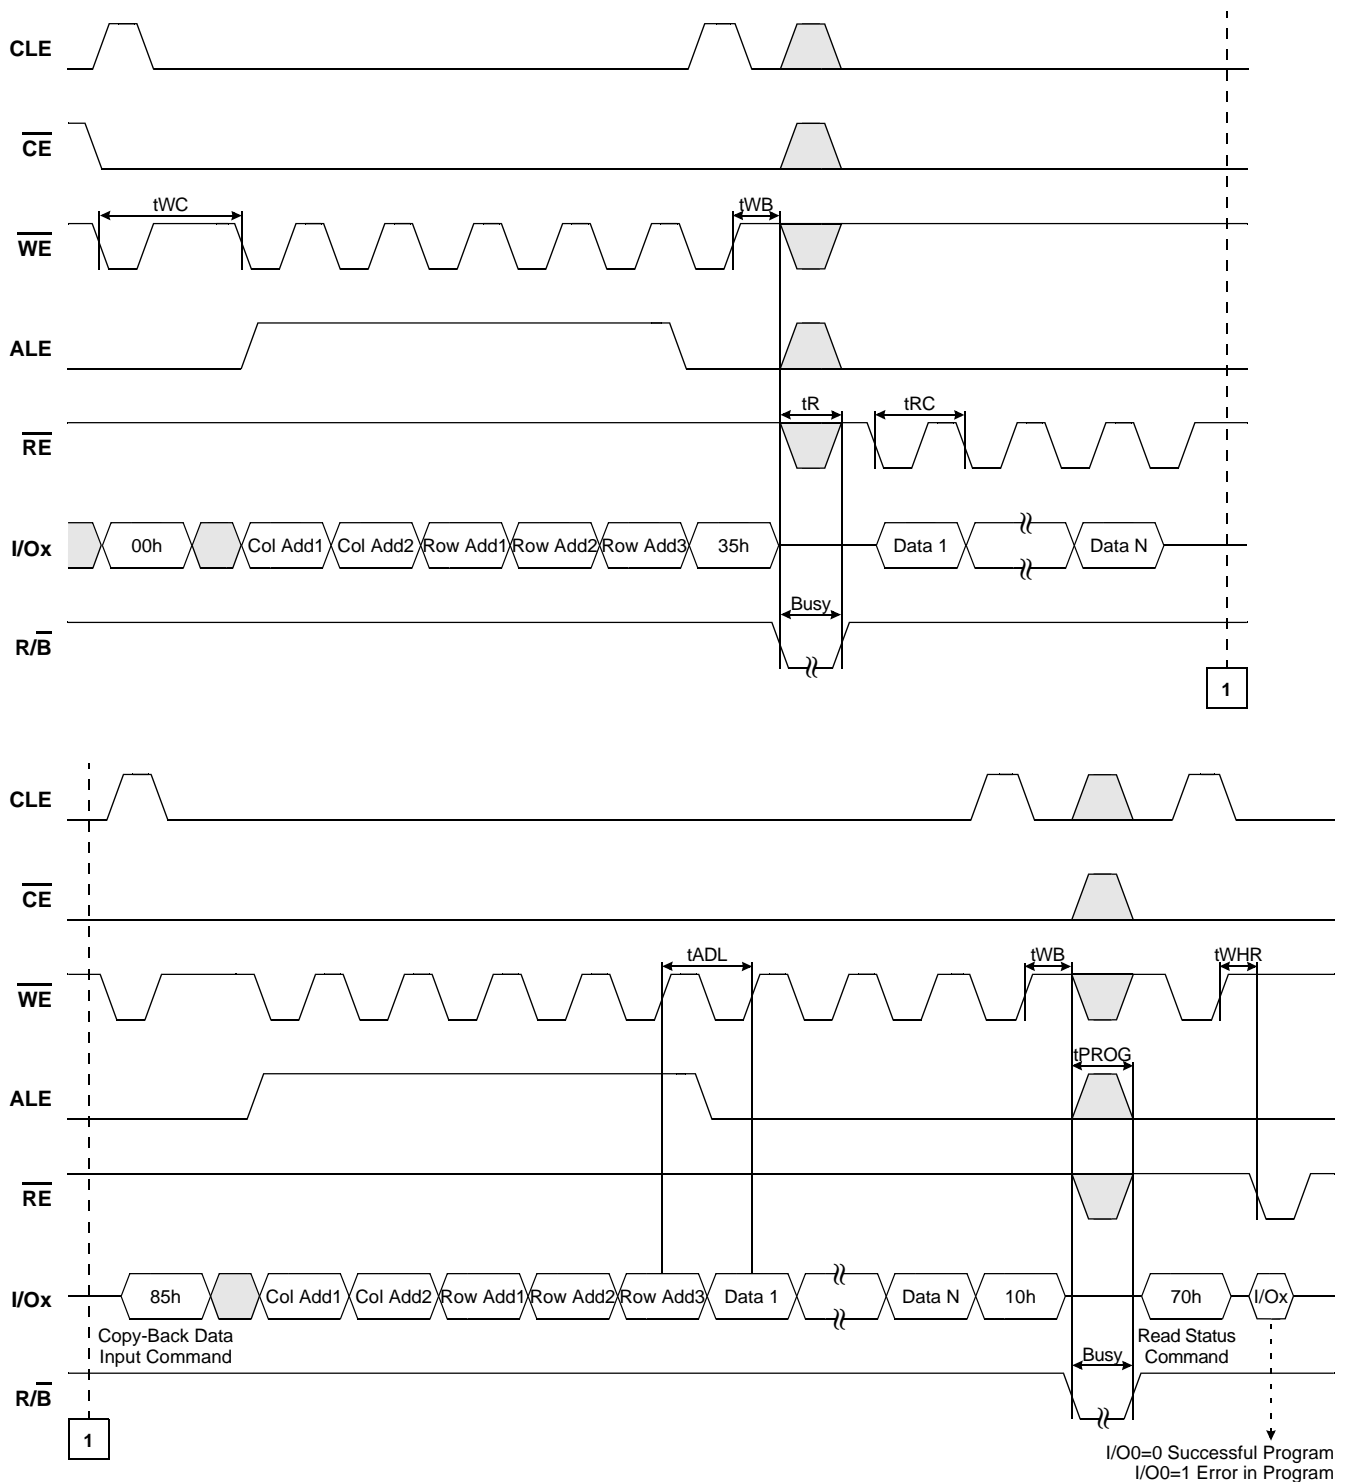 CLE
CE
tWC
tWB
WE
ALE
tR
tRC
RE
I/Ox
00h
Col Add1
Col Add2
Row Add1
Row Add2
Row Add3
35h
Data 1
Data N
Busy
R/B
1
CLE
CE
tADL
tWB
tWHR
WE
tPROG
ALE
RE
I/Ox
85h
Col Add1
Col Add2
Row Add1
Row Add2
Row Add3
Data 1
Data N
10h
70h
I/Ox
Copy-Back Data
Input Command
Read Status
Command
Busy
R/B
1
I/O0=0 Successful Program
I/O0=1 Error in Program